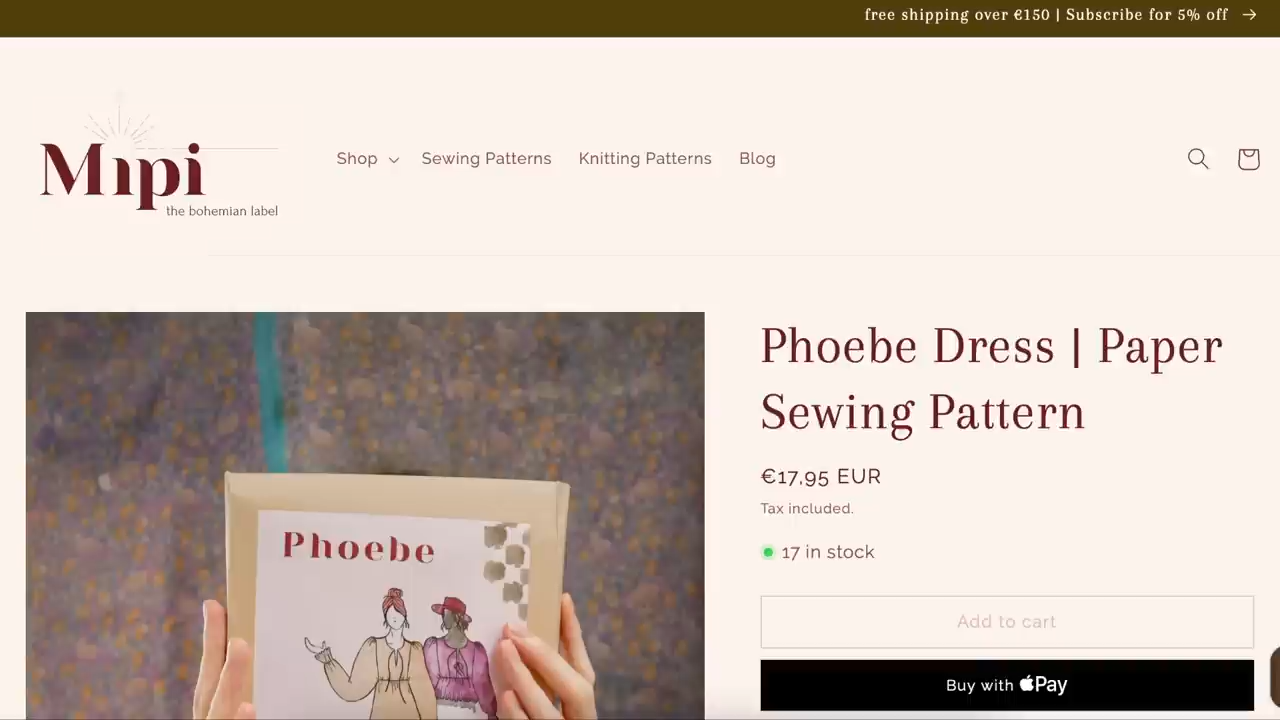 free shipping over €150 | Subscribe for 5% off →
Mipi
the bohemian label
Shop
Sewing Patterns
Knitting Patterns
Blog
Phoebe Dress | Paper
Sewing Pattern
€17,95 EUR
Tax included.
17 in stock
Add to cart
Buy with Pay
Phoebe